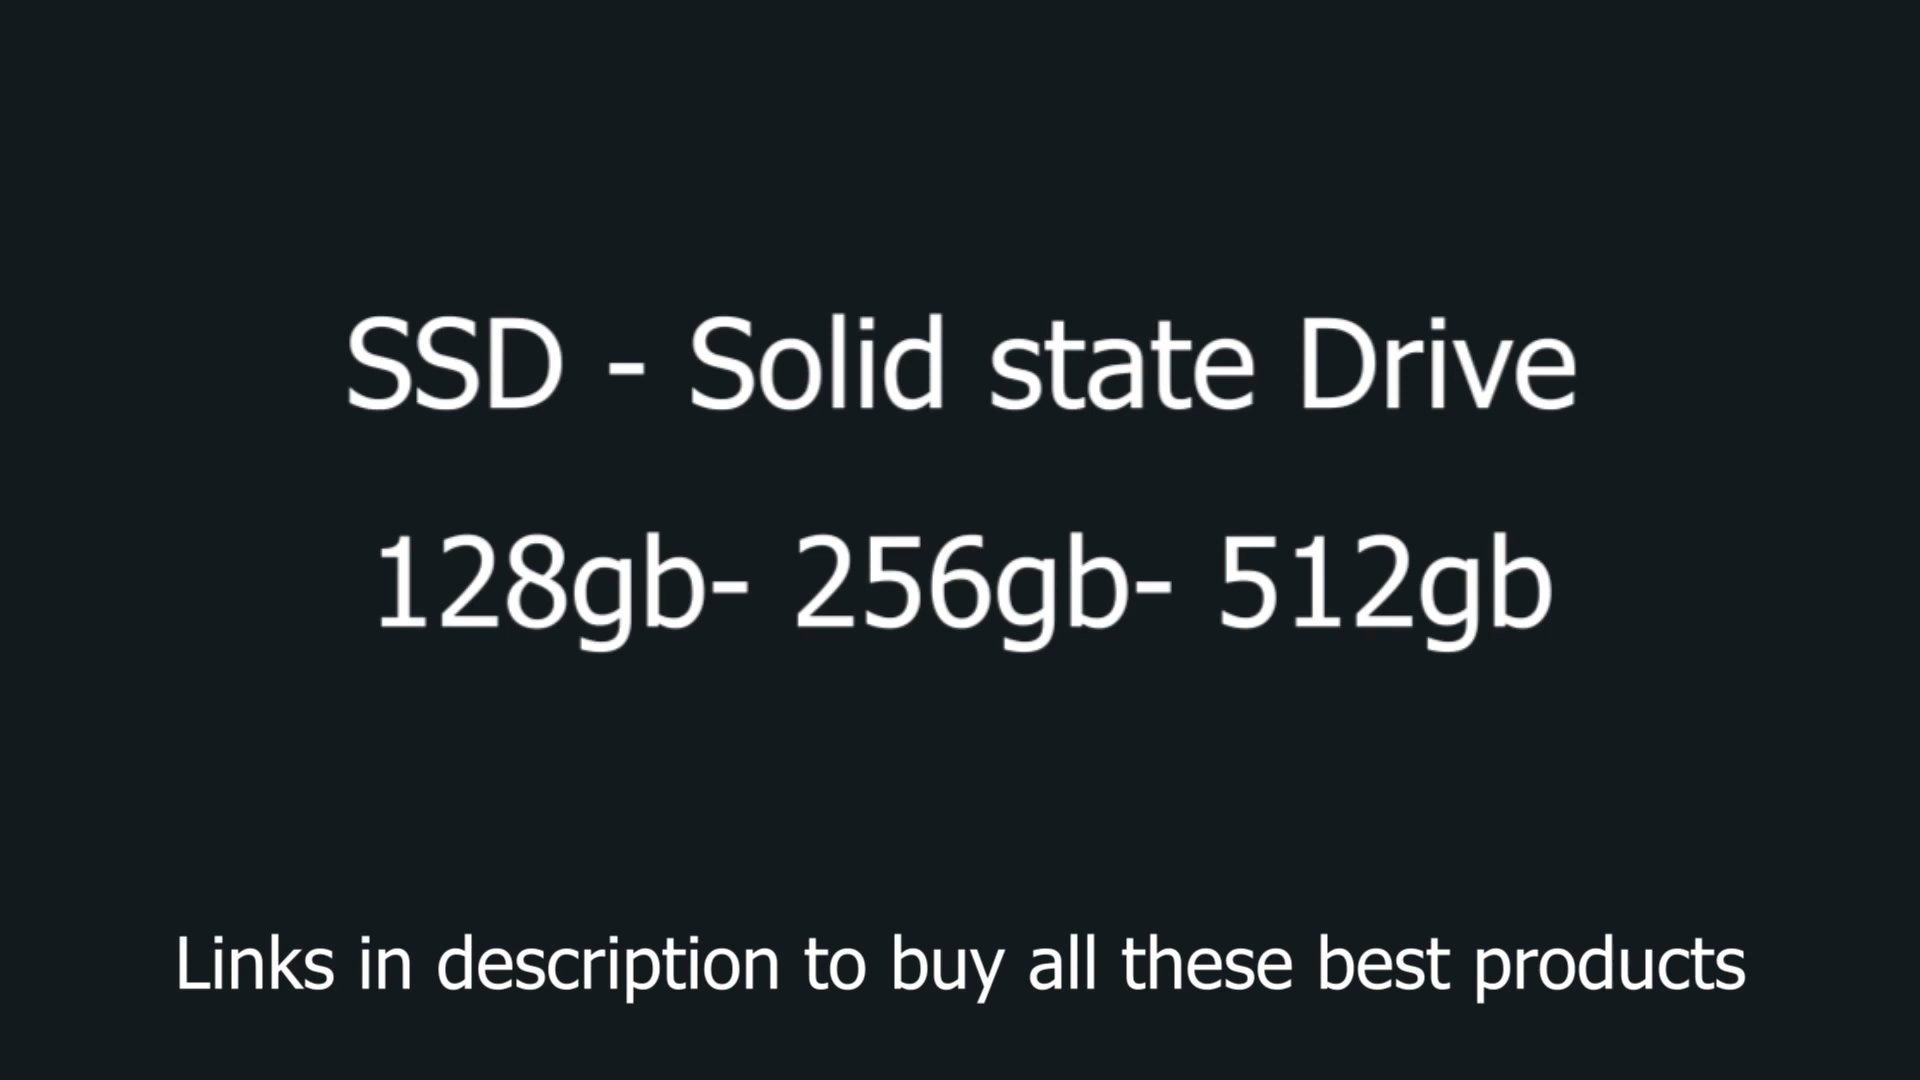 SSD - Solid state Drive
128gb- 256gb- 512gb
Links in description to buy all these best products